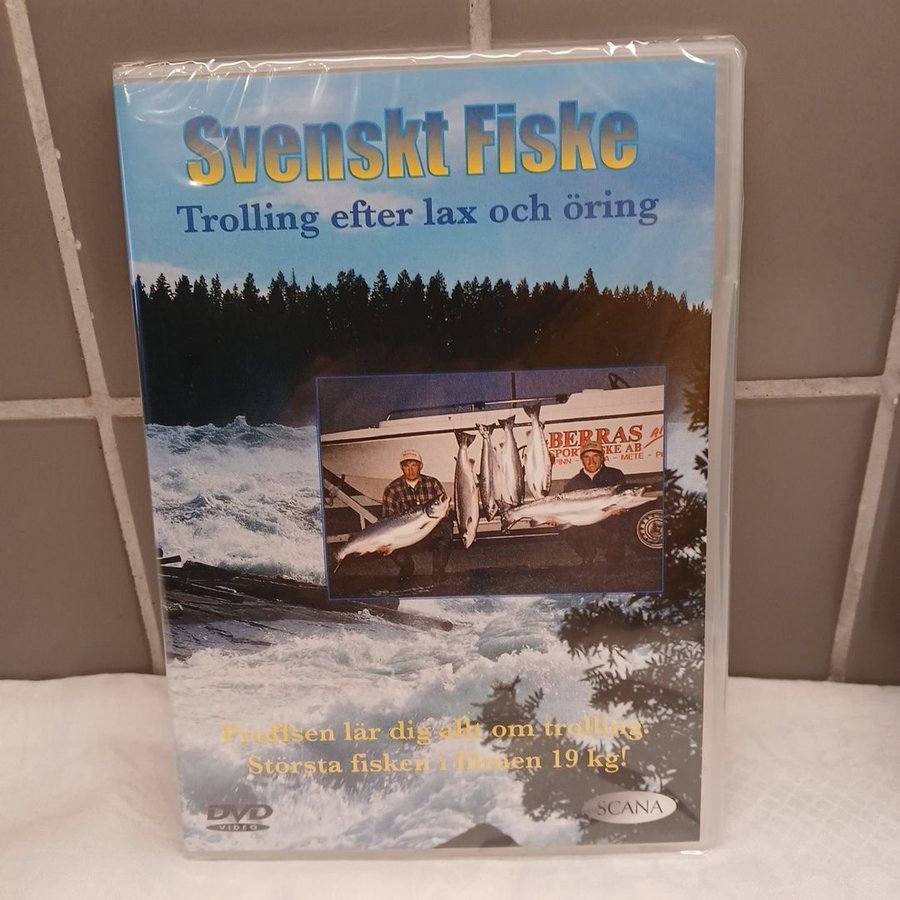 Svenskt Fiske
Trolling efter lax och öring
BERRAS
Proffsen lär dig allt om trolling.
Största fisken i filmen 19 kg!
DVD
VIDEO
SCANA